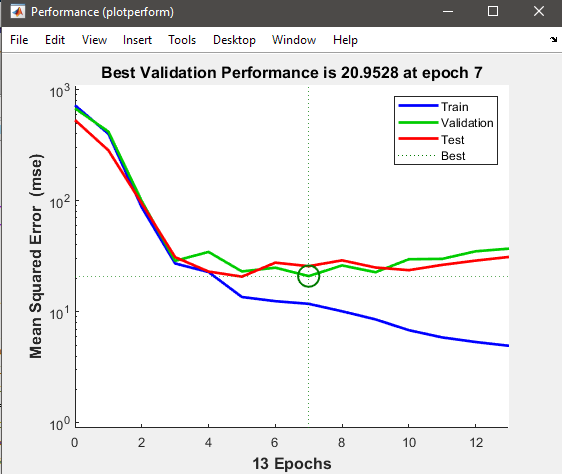 Performance (plotperform)
File Edit View Insert Tools Desktop Window Help
Best Validation Performance is 20.9528 at epoch 7
Mean Squared Error (mse)
10^3
10^2
10^1
10^0
Train
Validation
Test
Best
0 2 4 6 8 10 12
13 Epochs